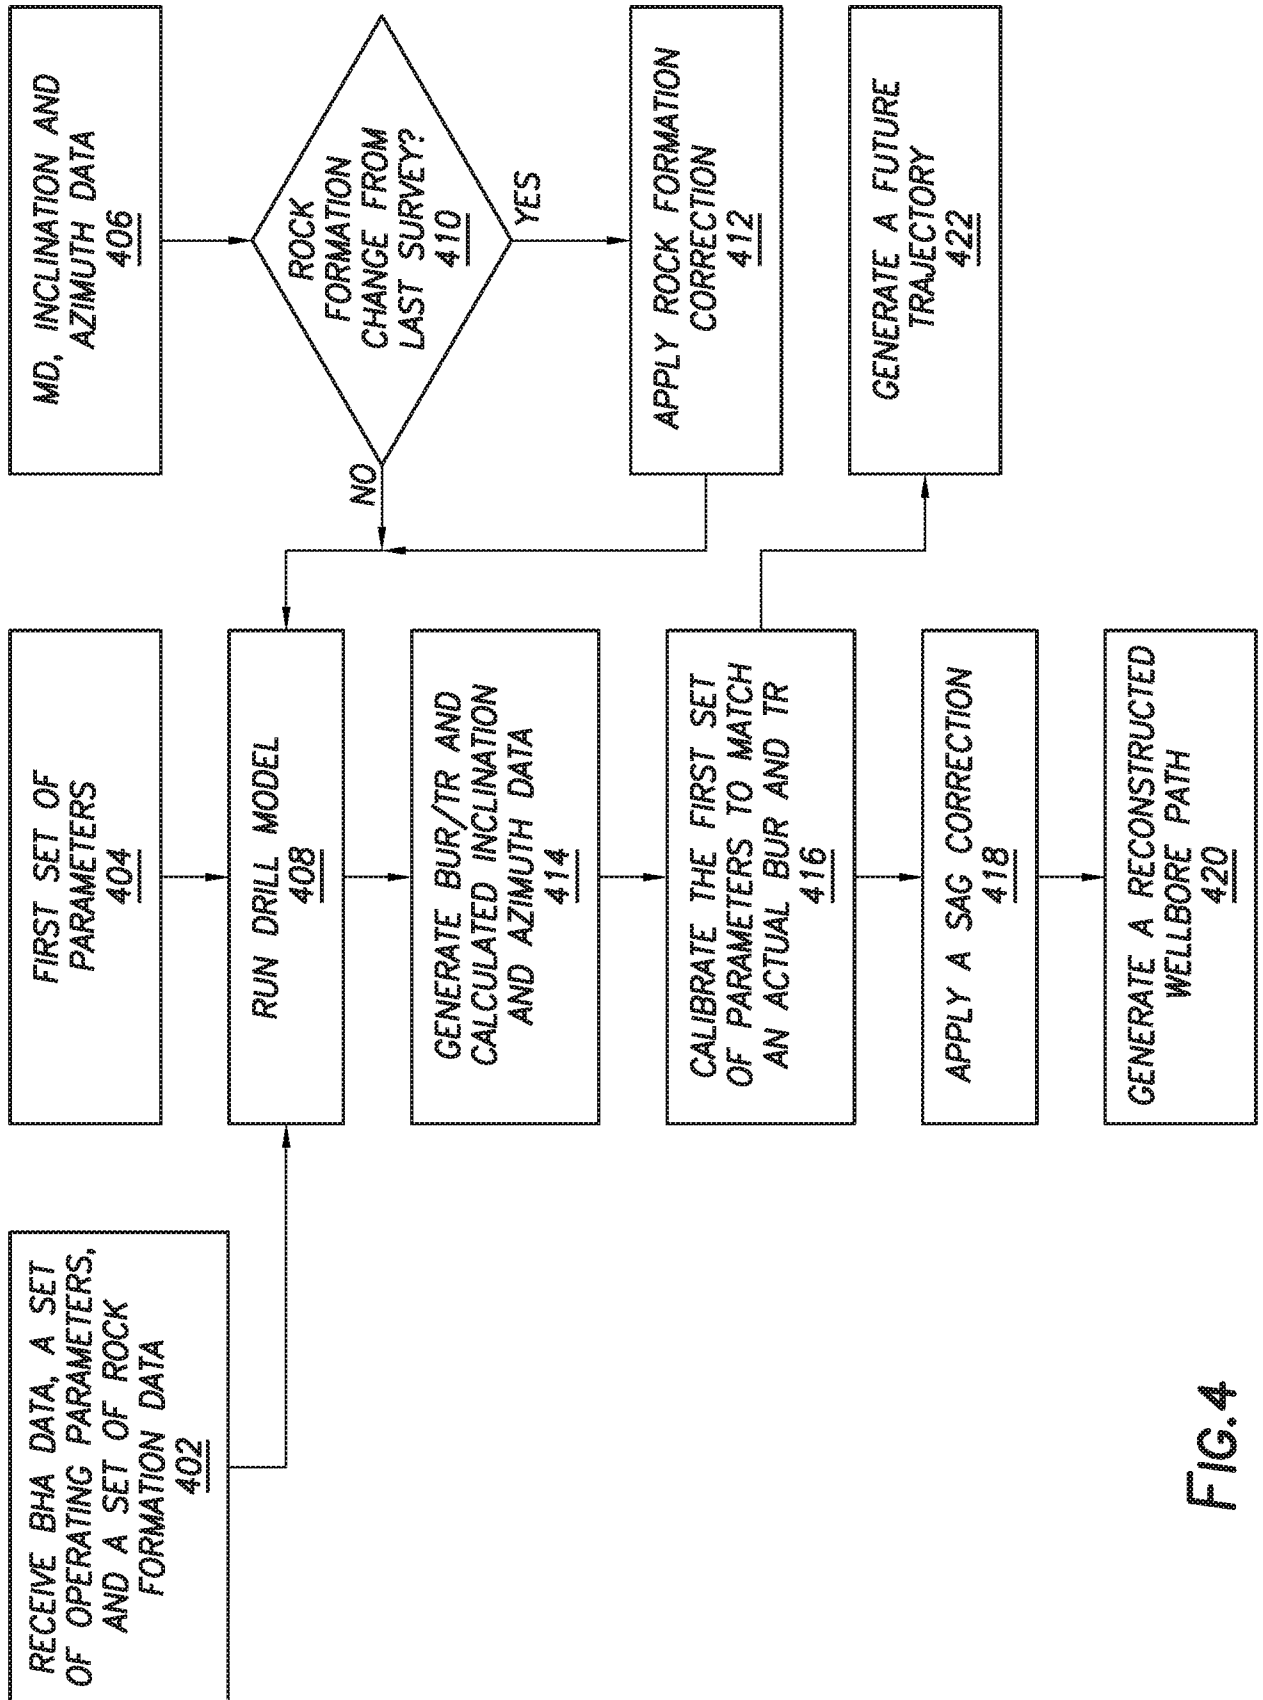 RECEIVE BHA DATA, A SET
OF OPERATING PARAMETERS,
AND A SET OF ROCK
FORMATION DATA
402
FIRST SET OF
PARAMETERS
404
MD, INCLINATION AND
AZIMUTH DATA
406
RUN DRILL MODEL
408
ROCK
FORMATION
CHANGE FROM
LAST SURVEY?
410
NO
YES
APPLY ROCK FORMATION
CORRECTION
412
GENERATE BUR/TR AND
CALCULATED INCLINATION
AND AZIMUTH DATA
414
CALIBRATE THE FIRST SET
OF PARAMETERS TO MATCH
AN ACTUAL BUR AND TR
416
APPLY A SAG CORRECTION
418
GENERATE A RECONSTRUCTED
WELLBORE PATH
420
GENERATE A FUTURE
TRAJECTORY
422
FIG. 4